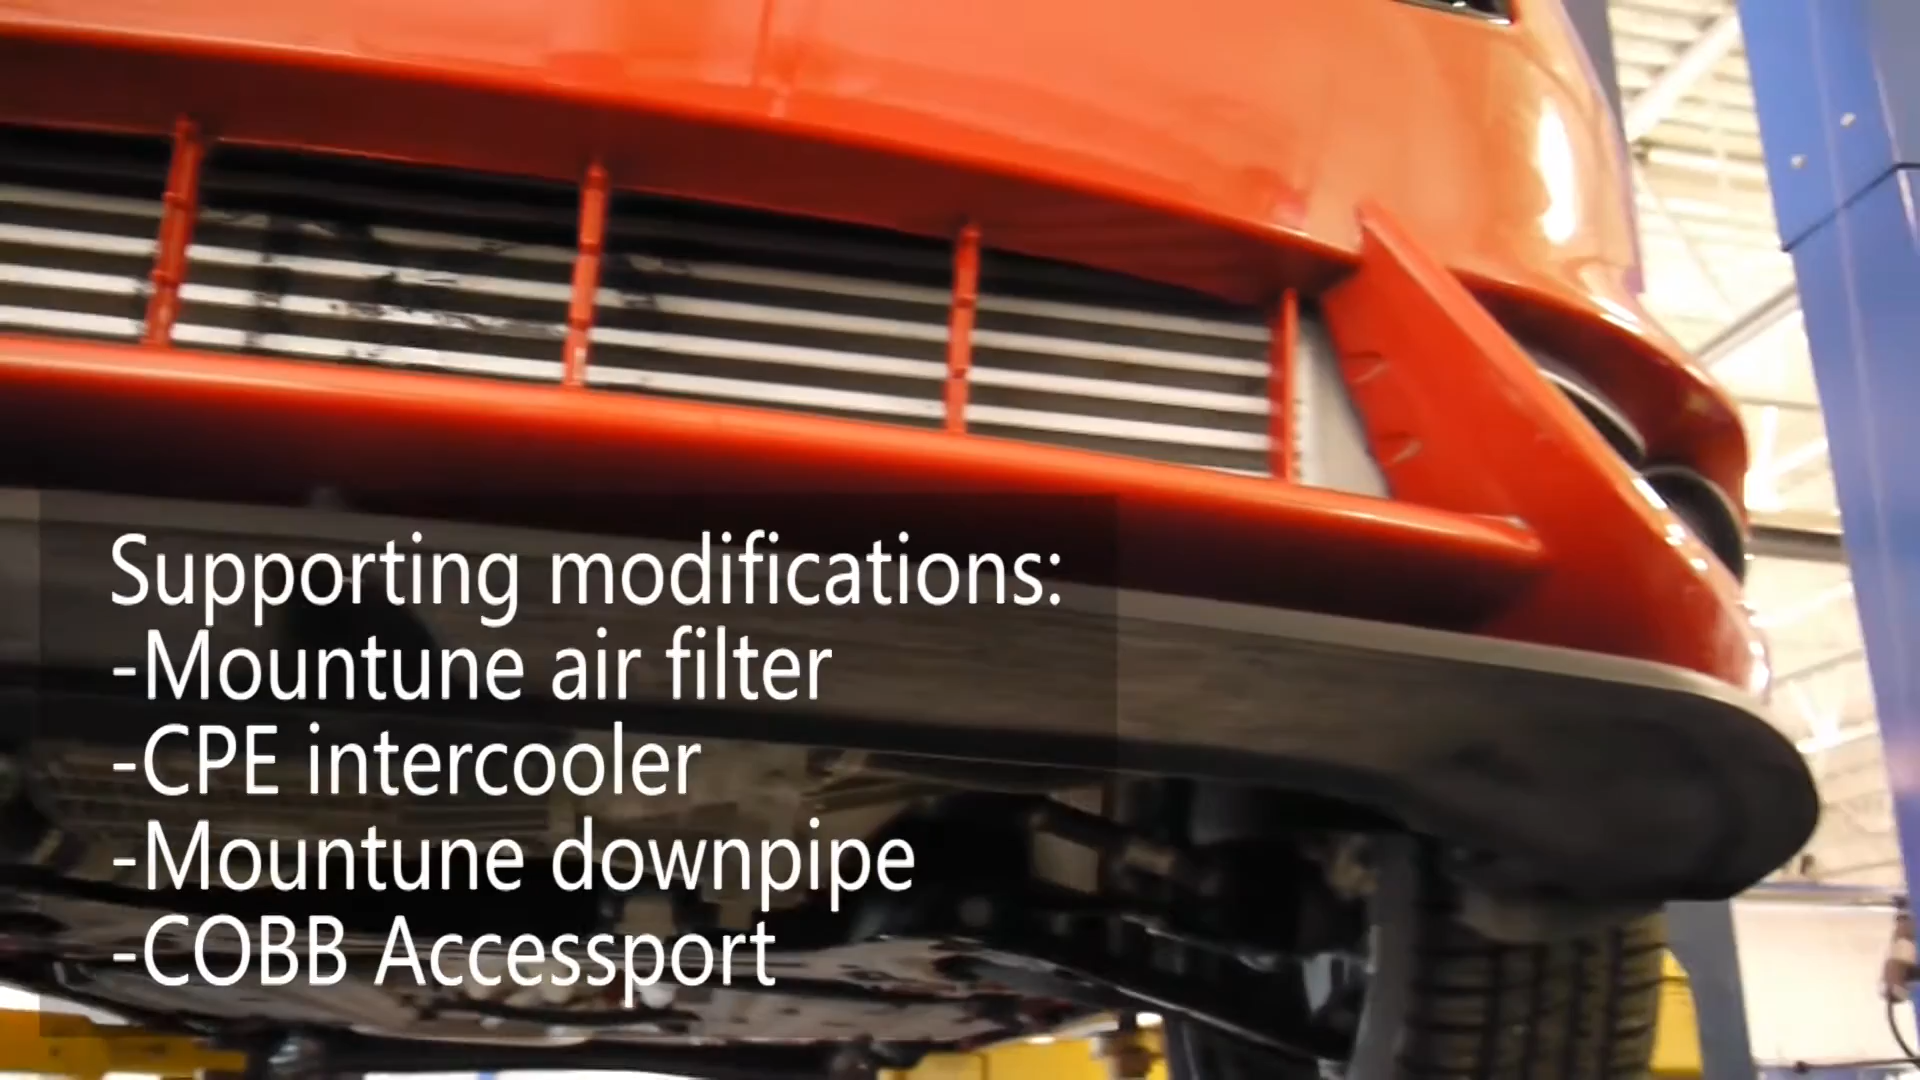 Supporting modifications:
-Mountune air filter
-CPE intercooler
-Mountune downpipe
-COBB Accessport